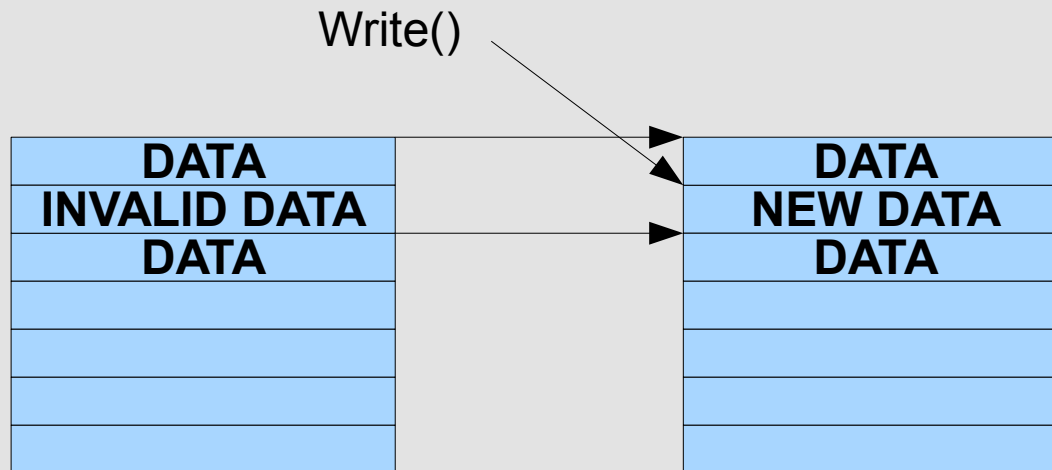 Write()
DATA
INVALID DATA
DATA
DATA
NEW DATA
DATA